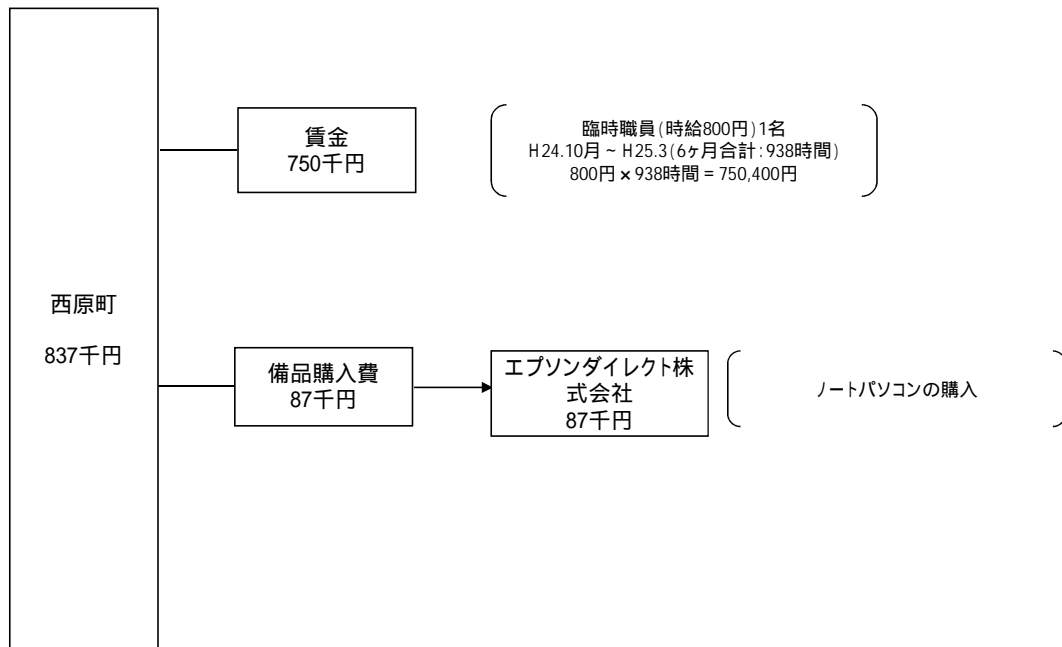 西原町
837千円
賃金
750千円
臨時職員(時給800円)1名
H24.10月~H25.3(6ヶ月合計:938時間)
800円×938時間=750,400円
備品購入費
87千円
エプソンダイレクト株
式会社
87千円
ノートパソコンの購入